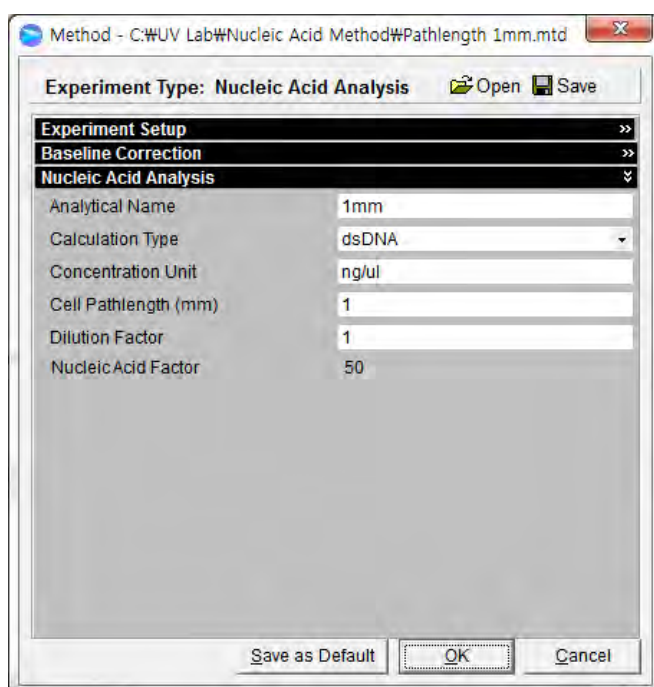 Method - C:₩UV Lab₩Nucleic Acid Method₩Pathlength 1mm.mtd
Experiment Type: Nucleic Acid Analysis Open Save
Experiment Setup
Baseline Correction
Nucleic Acid Analysis
Analytical Name 1mm
Calculation Type dsDNA
Concentration Unit ng/ul
Cell Pathlength (mm) 1
Dilution Factor 1
Nucleic Acid Factor 50
Save as Default OK Cancel